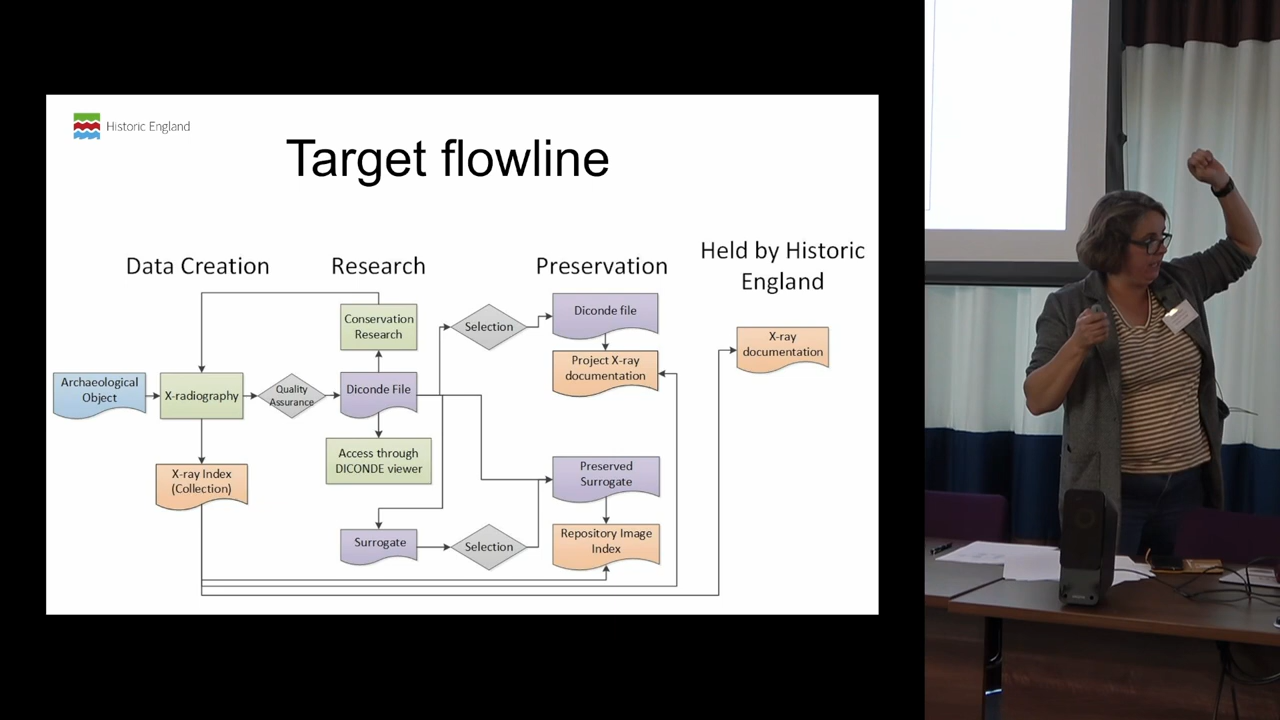 Historic England
Target flowline
Data Creation
Research
Preservation
Held by Historic
England
Archaeological
Object
X-radiography
X-ray Index
(Collection)
Quality
Assurance
Conservation
Research
Diconde File
Access through
DICONDE viewer
Surrogate
Selection
Selection
Diconde file
Project X-ray
documentation
Preserved
Surrogate
Repository Image
Index
X-ray
documentation